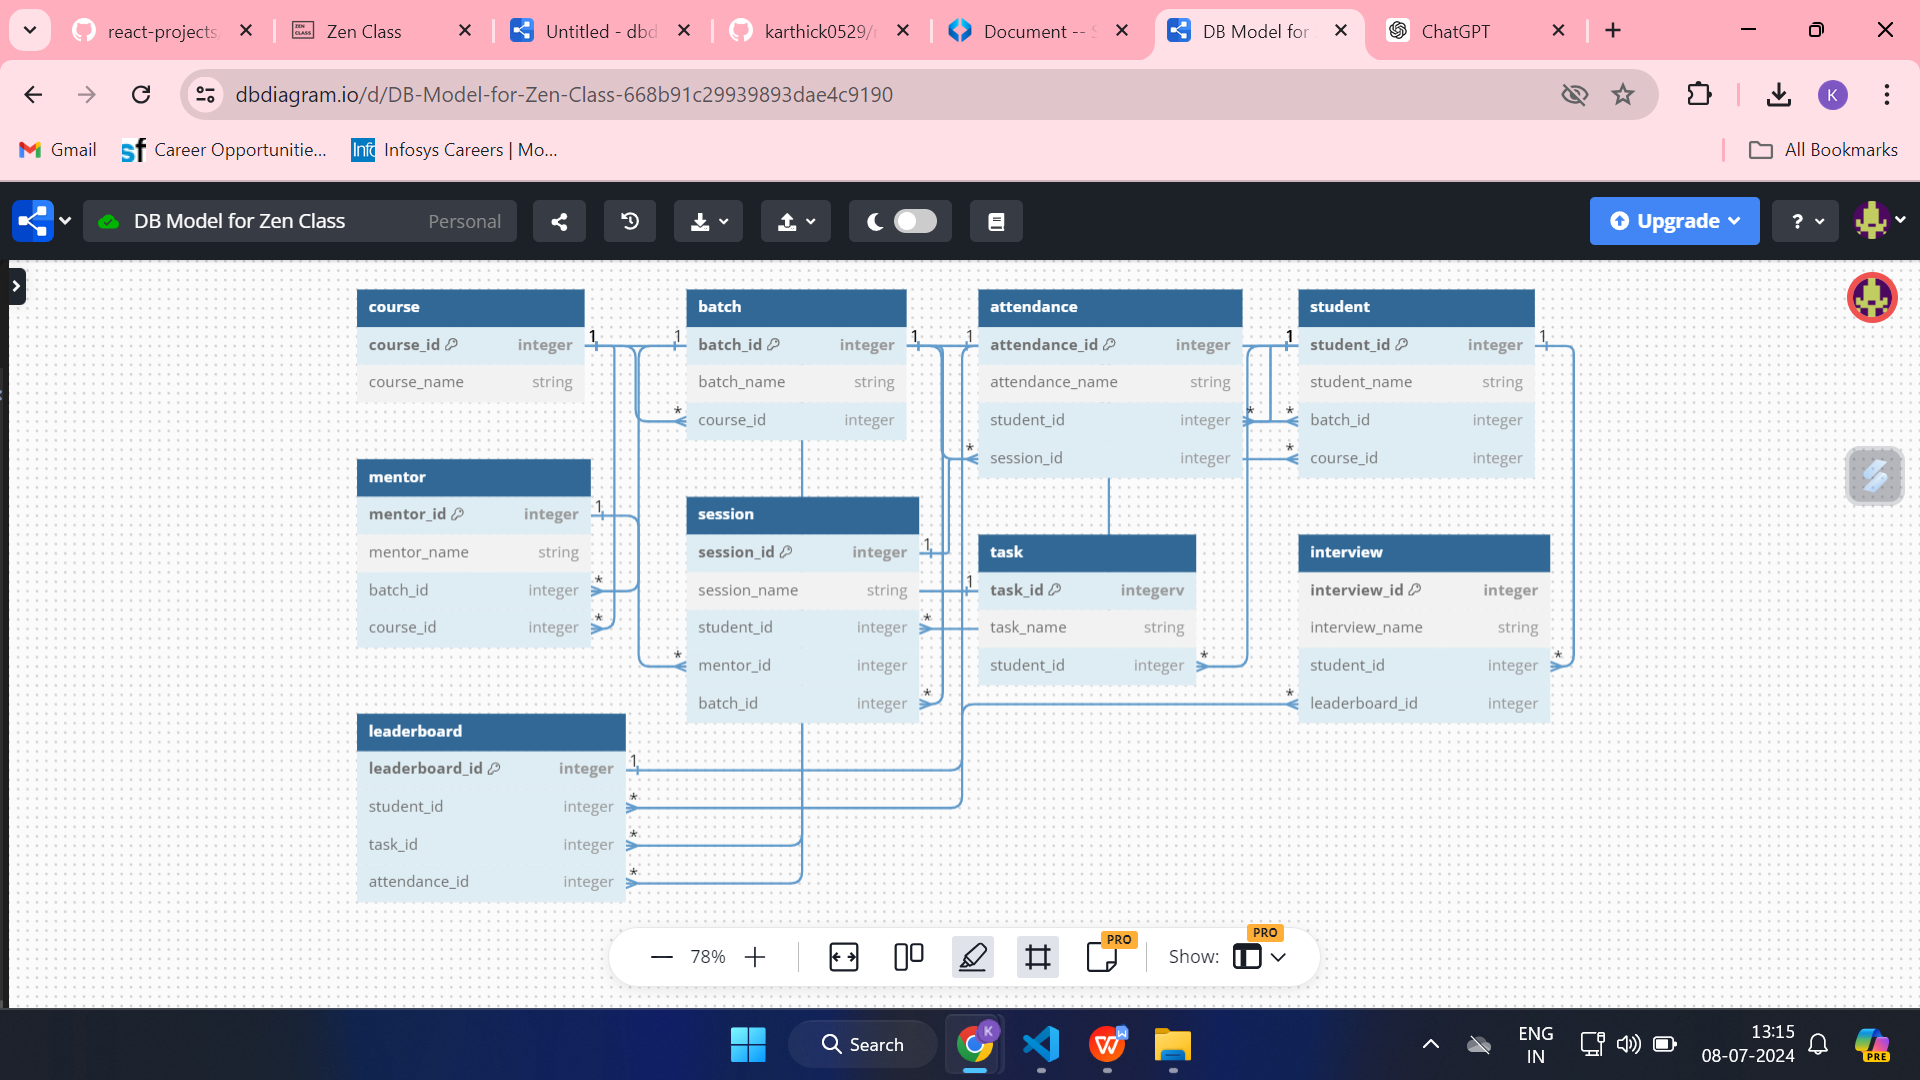 react-projects
Zen Class
Untitled - dbd
karthick0529/r
Document -- S
DB Model for
ChatGPT
dbdiagram.io/d/DB-Model-for-Zen-Class-668b91c29939893dae4c9190
K
Gmail
sf Career Opportunitie...
Info Infosys Careers | Mo...
All Bookmarks
DB Model for Zen Class Personal
Upgrade
?
course
course_id integer
course_name string
batch
batch_id integer
batch_name string
course_id integer
attendance
attendance_id integer
attendance_name string
student_id integer
session_id integer
student
student_id integer
student_name string
batch_id integer
course_id integer
mentor
mentor_id integer
mentor_name string
batch_id integer
course_id integer
session
session_id integer
session_name string
student_id integer
mentor_id integer
batch_id integer
task
task_id integerv
task_name string
student_id integer
interview
interview_id integer
interview_name string
student_id integer
leaderboard_id integer
leaderboard
leaderboard_id integer
student_id integer
task_id integer
attendance_id integer
1 1 1 1 1 1
* * * *
* *
1 1
1
* *
* * * *
* *
1
*
*
*
PRO PRO
78% Show:
Search
K
W
ENG
IN
13:15
08-07-2024
PRE